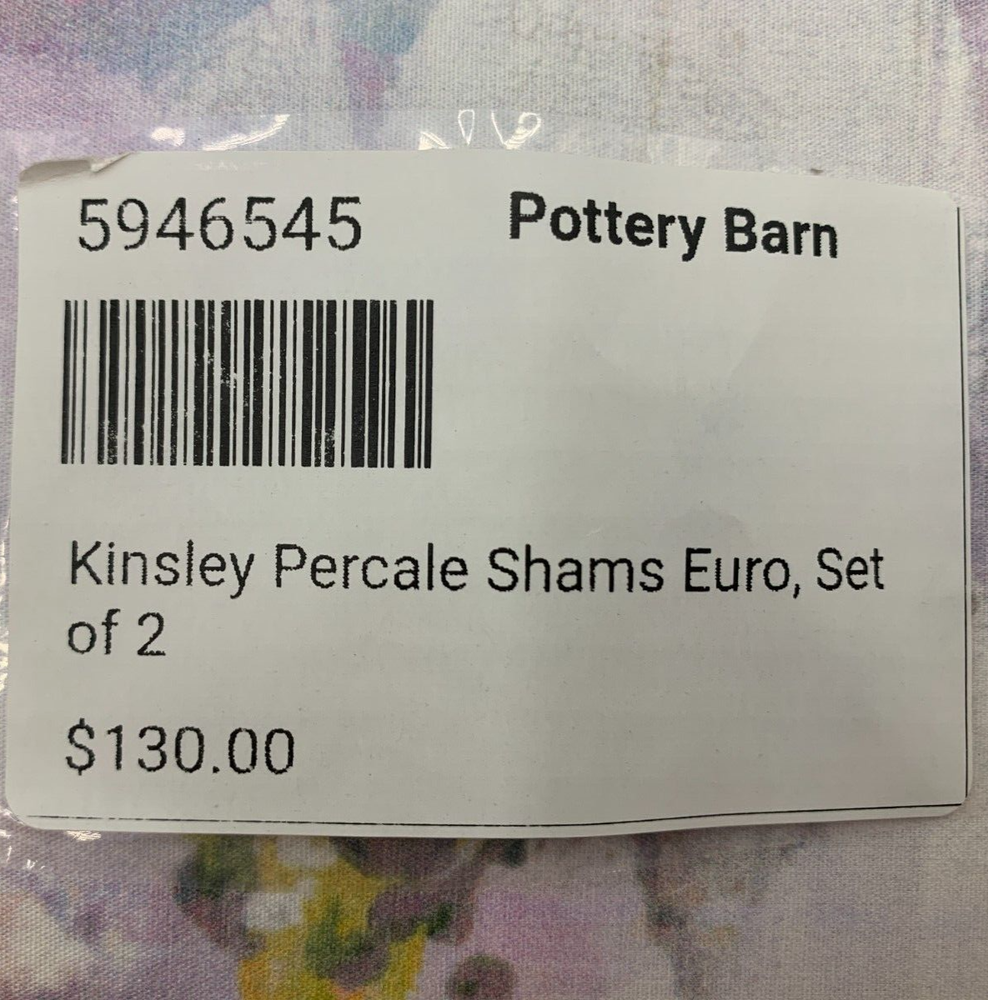 5946545 Pottery Barn
Kinsley Percale Shams Euro, Set
of 2
$130.00